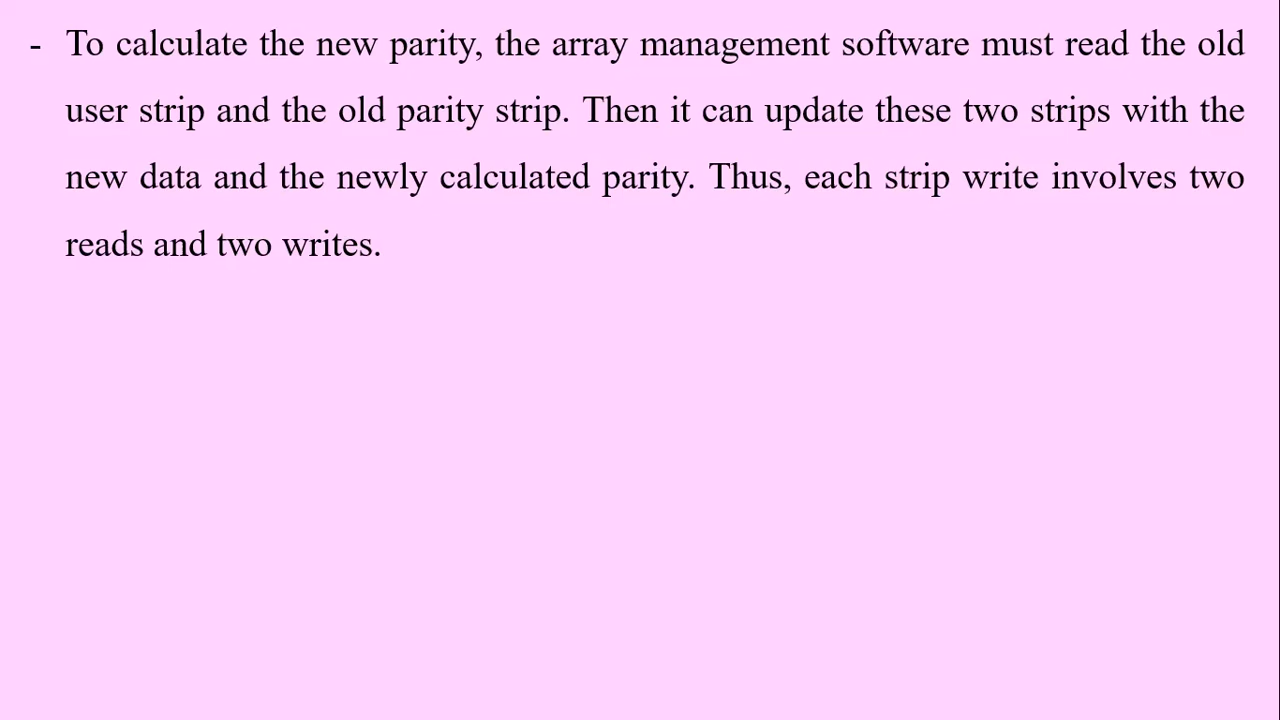 - To calculate the new parity, the array management software must read the old
user strip and the old parity strip. Then it can update these two strips with the
new data and the newly calculated parity. Thus, each strip write involves two
reads and two writes.